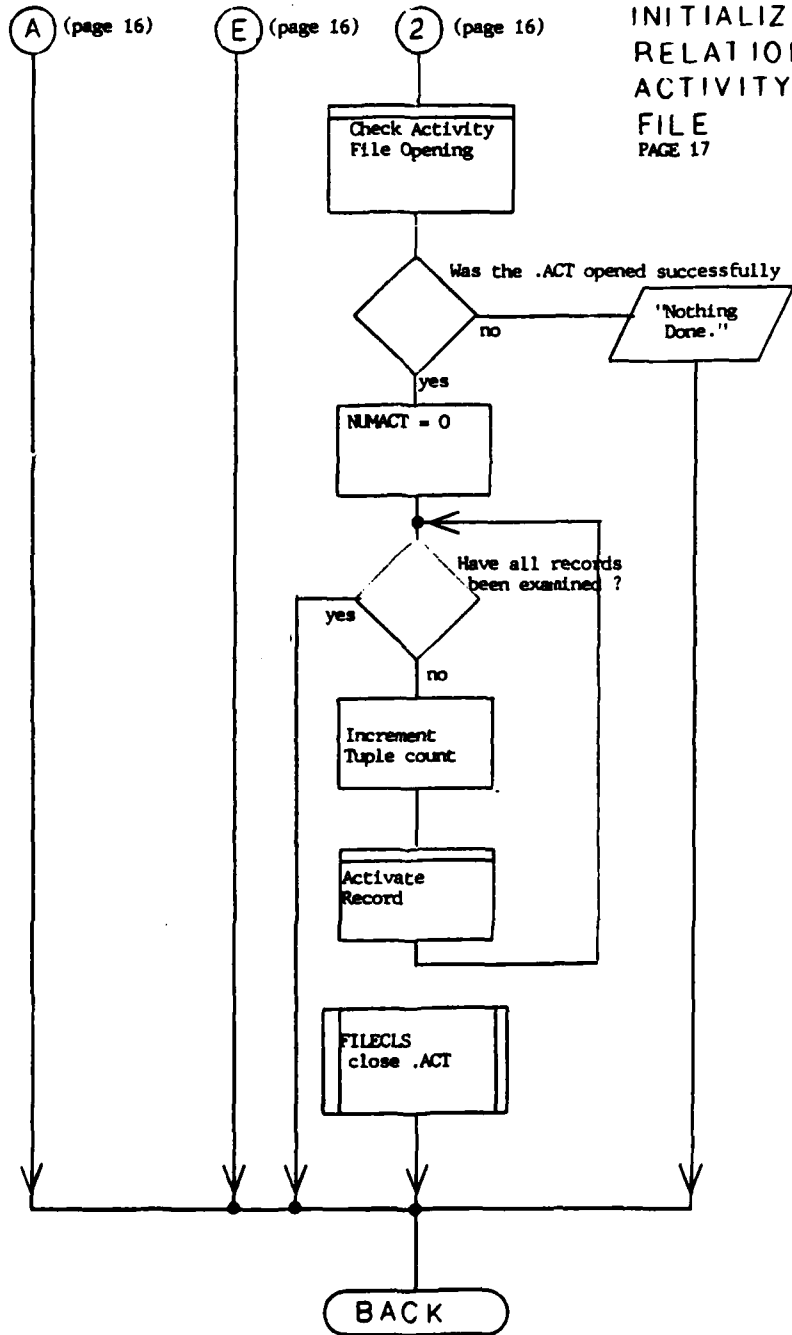 A (page 16)
E (page 16)
2 (page 16)
INITIALIZ
RELATION
ACTIVITY
FILE
PAGE 17
Check Activity
File Opening
Was the .ACT opened successfully
no
"Nothing
Done."
yes
NUMACT = 0
Have all records
been examined ?
yes
no
Increment
Tuple count
Activate
Record
FILECLS
close .ACT
BACK